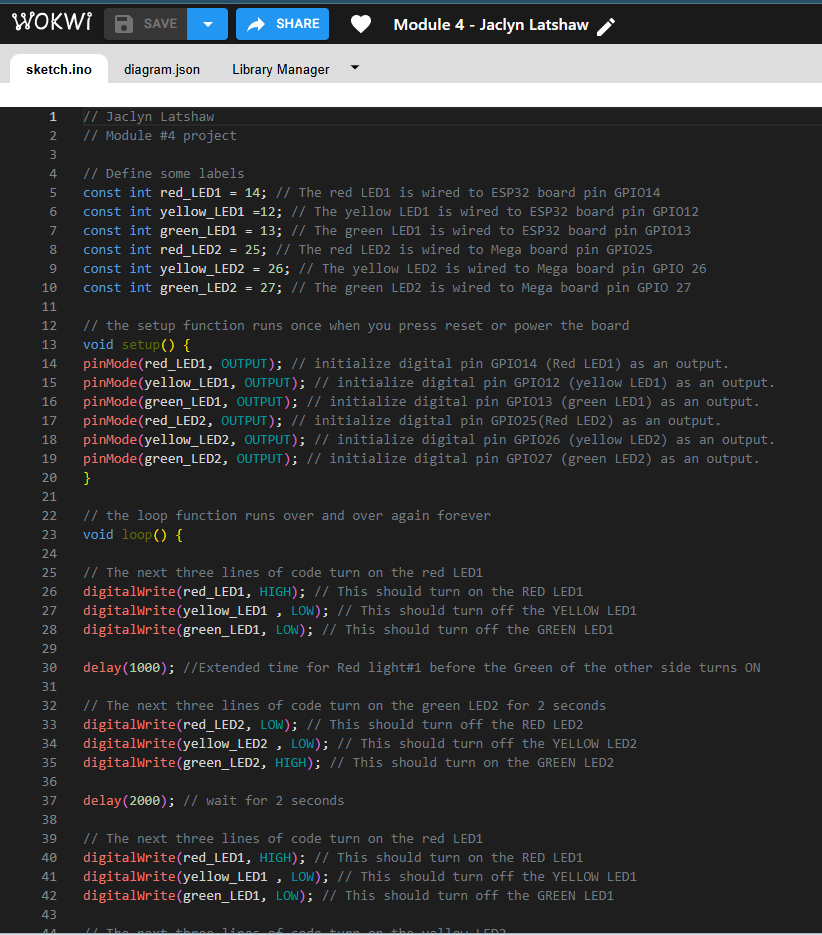 WOKWI SAVE SHARE Module 4 - Jaclyn Latshaw
sketch.ino diagram.json Library Manager
1 // Jaclyn Latshaw
2 // Module #4 project
3
4 // Define some labels
5 const int red_LED1 = 14; // The red LED1 is wired to ESP32 board pin GPIO14
6 const int yellow_LED1 =12; // The yellow LED1 is wired to ESP32 board pin GPIO12
7 const int green_LED1 = 13; // The green LED1 is wired to ESP32 board pin GPIO13
8 const int red_LED2 = 25; // The red LED2 is wired to Mega board pin GPIO25
9 const int yellow_LED2 = 26; // The yellow LED2 is wired to Mega board pin GPIO 26
10 const int green_LED2 = 27; // The green LED2 is wired to Mega board pin GPIO 27
11
12 // the setup function runs once when you press reset or power the board
13 void setup() {
14 pinMode(red_LED1, OUTPUT); // initialize digital pin GPIO14 (Red LED1) as an output.
15 pinMode(yellow_LED1, OUTPUT); // initialize digital pin GPIO12 (yellow LED1) as an output.
16 pinMode(green_LED1, OUTPUT); // initialize digital pin GPIO13 (green LED1) as an output.
17 pinMode(red_LED2, OUTPUT); // initialize digital pin GPIO25(Red LED2) as an output.
18 pinMode(yellow_LED2, OUTPUT); // initialize digital pin GPIO26 (yellow LED2) as an output.
19 pinMode(green_LED2, OUTPUT); // initialize digital pin GPIO27 (green LED2) as an output.
20 }
21
22 // the loop function runs over and over again forever
23 void loop() {
24
25 // The next three lines of code turn on the red LED1
26 digitalWrite(red_LED1, HIGH); // This should turn on the RED LED1
27 digitalWrite(yellow_LED1 , LOW); // This should turn off the YELLOW LED1
28 digitalWrite(green_LED1, LOW); // This should turn off the GREEN LED1
29
30 delay(1000); //Extended time for Red light#1 before the Green of the other side turns ON
31
32 // The next three lines of code turn on the green LED2 for 2 seconds
33 digitalWrite(red_LED2, LOW); // This should turn off the RED LED2
34 digitalWrite(yellow_LED2 , LOW); // This should turn off the YELLOW LED2
35 digitalWrite(green_LED2, HIGH); // This should turn on the GREEN LED2
36
37 delay(2000); // wait for 2 seconds
38
39 // The next three lines of code turn on the red LED1
40 digitalWrite(red_LED1, HIGH); // This should turn on the RED LED1
41 digitalWrite(yellow_LED1 , LOW); // This should turn off the YELLOW LED1
42 digitalWrite(green_LED1, LOW); // This should turn off the GREEN LED1
43
44 // The next three lines of code turn on the yellow LED2